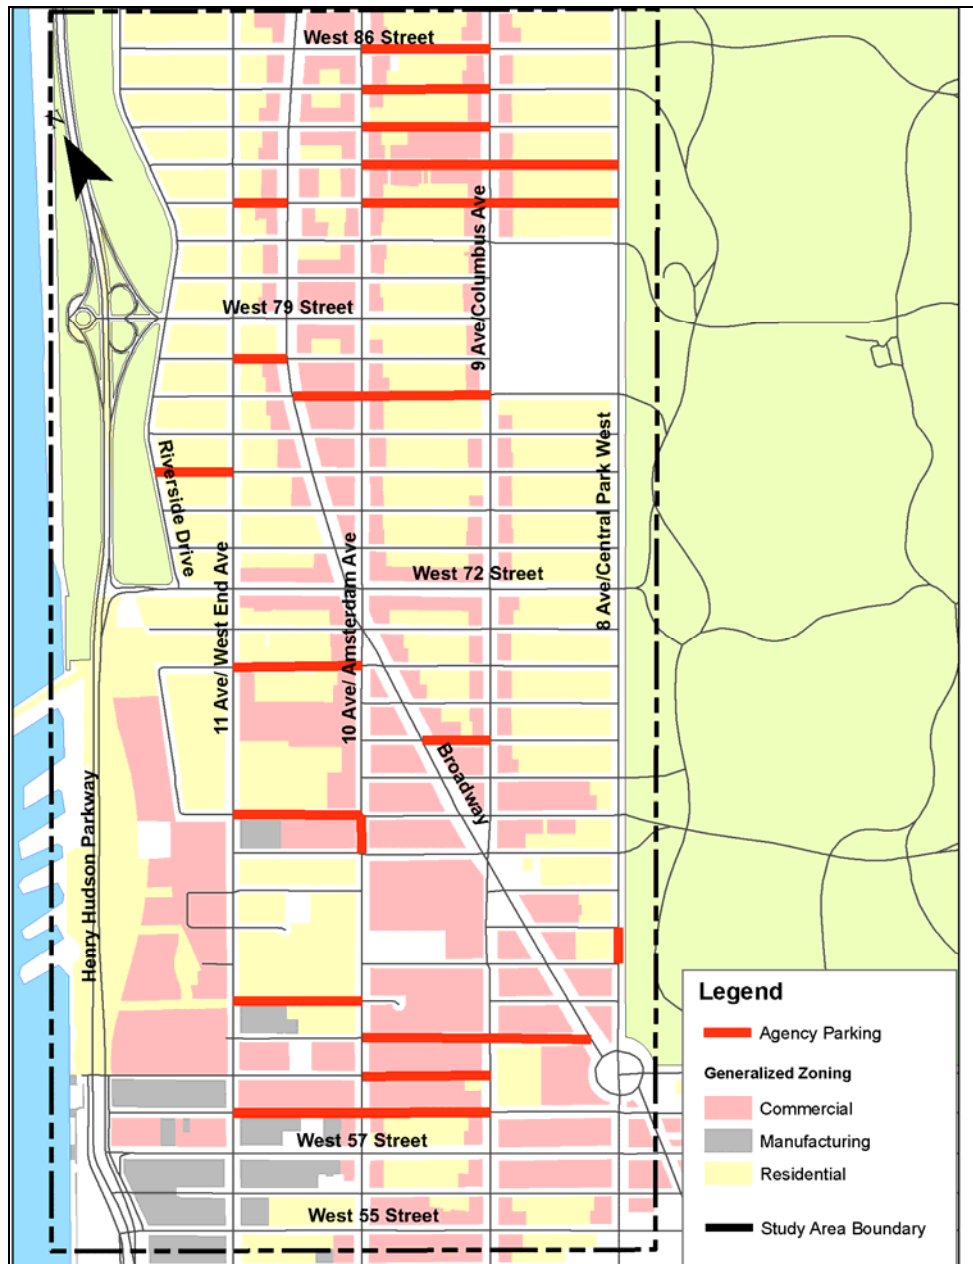 West 86 Street
9 Ave/Columbus Ave
West 79 Street
8 Ave/Central Park West
Riverside Drive
West 72 Street
11 Ave/ West End Ave
10 Ave/ Amsterdam Ave
Broadway
Henry Hudson Parkway
West 57 Street
West 55 Street
Legend
Agency Parking
Generalized Zoning
Commercial
Manufacturing
Residential
Study Area Boundary